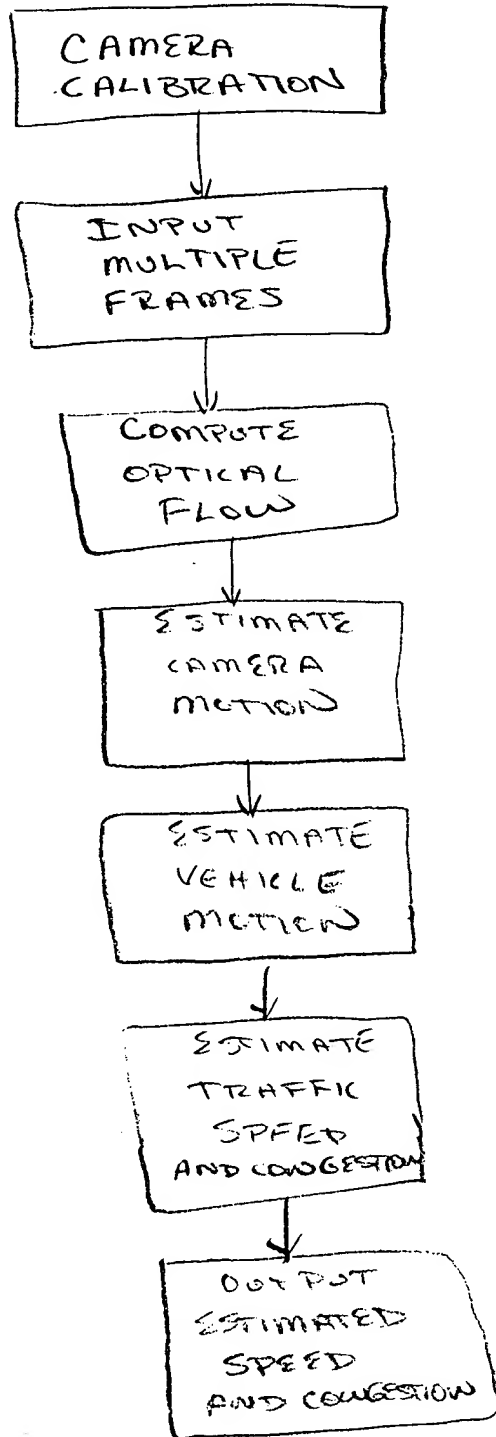 CAMERA
CALIBRATION
INPUT
MULTIPLE
FRAMES
COMPUTE
OPTICAL
FLOW
ESTIMATE
CAMERA
MOTION
ESTIMATE
VEHICLE
MOTION
ESTIMATE
TRAFFIC
SPEED
AND CONGESTION
OUTPUT
ESTIMATED
SPEED
AND CONGESTION